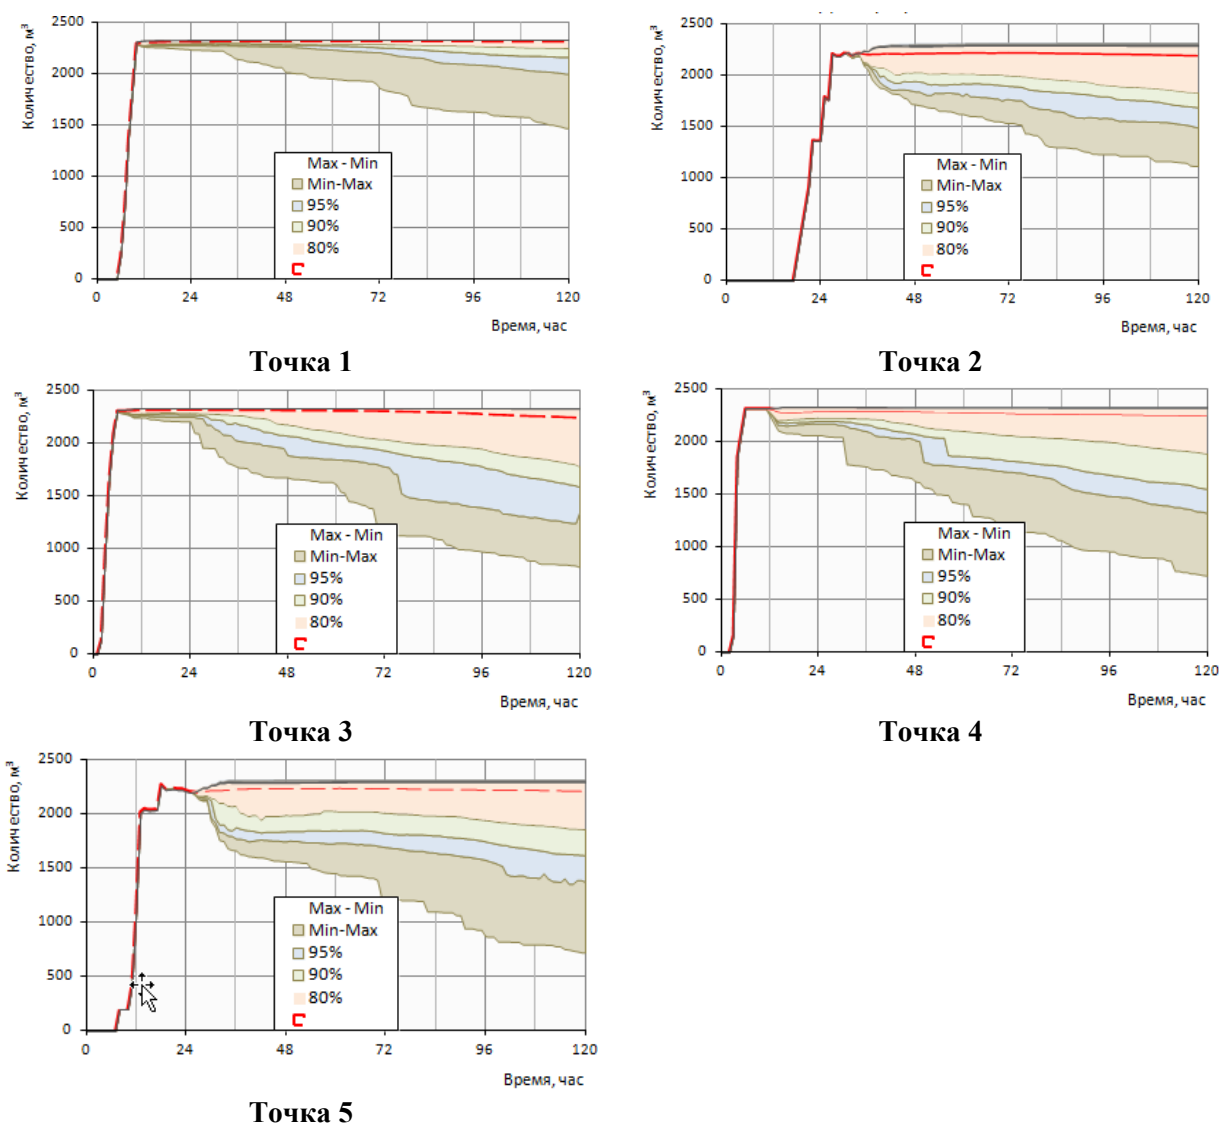 2500
2000
1500
1000
500
0
Количество, м³
0 24 48 72 96 120
Время, час
Max - Min
Min-Max
95%
90%
80%
Точка 1
2500
2000
1500
1000
500
0
Количество, м³
0 24 48 72 96 120
Время, час
Max - Min
Min-Max
95%
90%
80%
Точка 2
2500
2000
1500
1000
500
0
Количество, м³
0 24 48 72 96 120
Время, час
Max - Min
Min-Max
95%
90%
80%
Точка 3
2500
2000
1500
1000
500
0
Количество, м³
0 24 48 72 96 120
Время, час
Max - Min
Min-Max
95%
90%
80%
Точка 4
2500
2000
1500
1000
500
0
Количество, м³
0 24 48 72 96 120
Время, час
Max - Min
Min-Max
95%
90%
80%
Точка 5